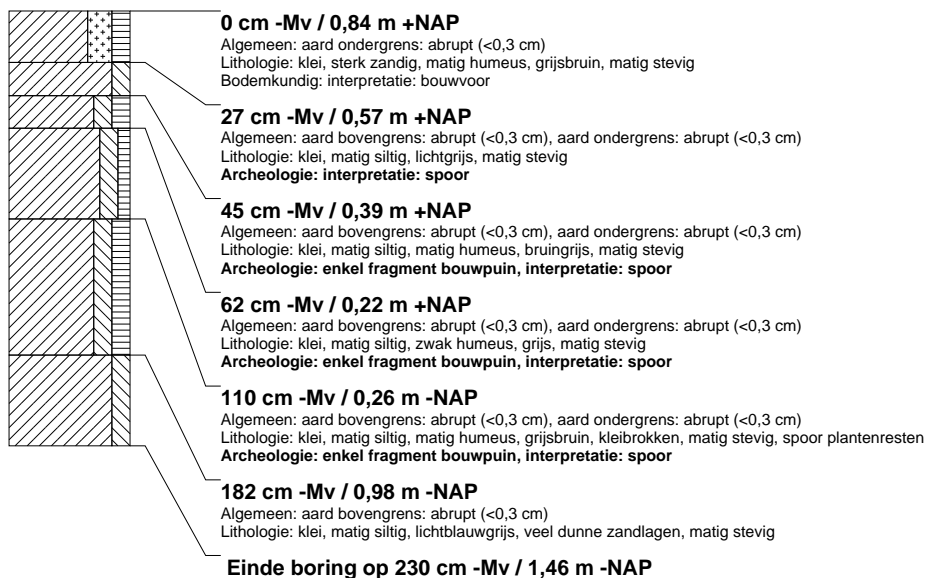 0 cm -Mv / 0,84 m +NAP
Algemeen: aard ondergrens: abrupt (<0,3 cm)
Lithologie: klei, sterk zandig, matig humeus, grijsbruin, matig stevig
Bodemkundig: interpretatie: bouwvoor
27 cm -Mv / 0,57 m +NAP
Algemeen: aard bovengrens: abrupt (<0,3 cm), aard ondergrens: abrupt (<0,3 cm)
Lithologie: klei, matig siltig, lichtgrijs, matig stevig
Archeologie: interpretatie: spoor
45 cm -Mv / 0,39 m +NAP
Algemeen: aard bovengrens: abrupt (<0,3 cm), aard ondergrens: abrupt (<0,3 cm)
Lithologie: klei, matig siltig, matig humeus, bruingrijs, matig stevig
Archeologie: enkel fragment bouwpuin, interpretatie: spoor
62 cm -Mv / 0,22 m +NAP
Algemeen: aard bovengrens: abrupt (<0,3 cm), aard ondergrens: abrupt (<0,3 cm)
Lithologie: klei, matig siltig, zwak humeus, grijs, matig stevig
Archeologie: enkel fragment bouwpuin, interpretatie: spoor
110 cm -Mv / 0,26 m -NAP
Algemeen: aard bovengrens: abrupt (<0,3 cm), aard ondergrens: abrupt (<0,3 cm)
Lithologie: klei, matig siltig, matig humeus, grijsbruin, kleibrokken, matig stevig, spoor plantenresten
Archeologie: enkel fragment bouwpuin, interpretatie: spoor
182 cm -Mv / 0,98 m -NAP
Algemeen: aard bovengrens: abrupt (<0,3 cm)
Lithologie: klei, matig siltig, lichtblauwgrijs, veel dunne zandlagen, matig stevig
Einde boring op 230 cm -Mv / 1,46 m -NAP